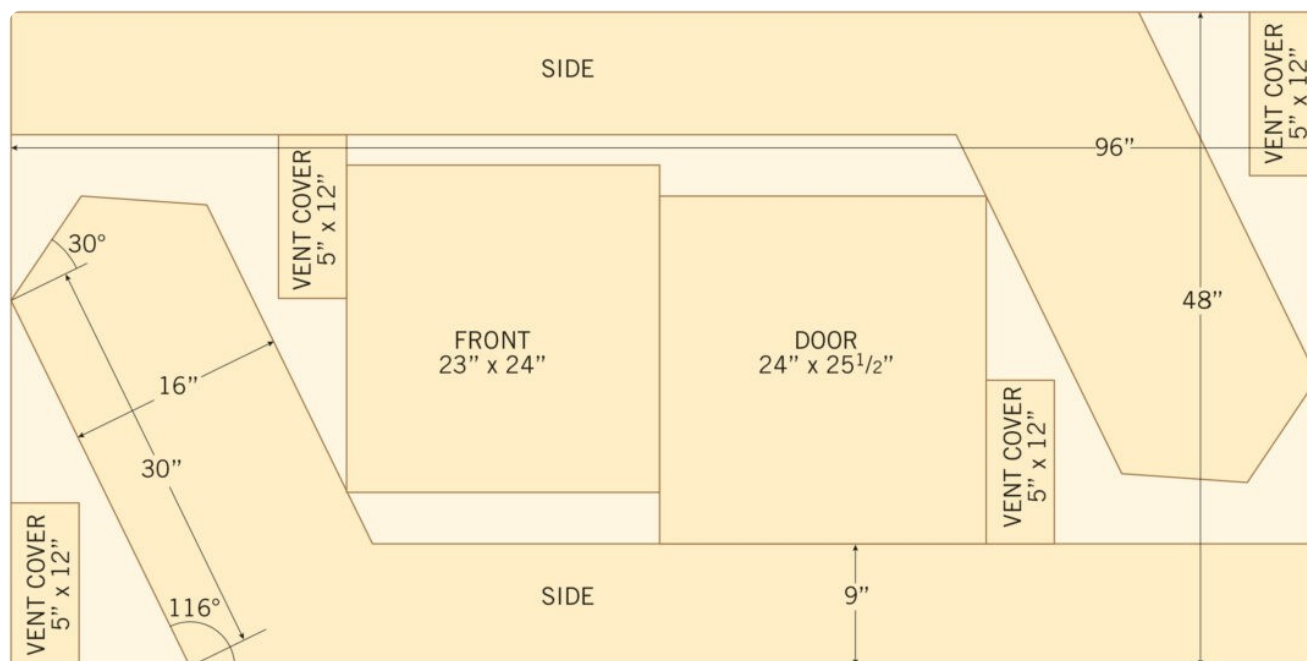 SIDE
VENT COVER
5” x 12”
96”
VENT COVER
5” x 12”
30°
48”
FRONT
23” x 24”
DOOR
24” x 251/2”
16”
VENT COVER
5” x 12”
30”
VENT COVER
5” x 12”
116°
SIDE
9”